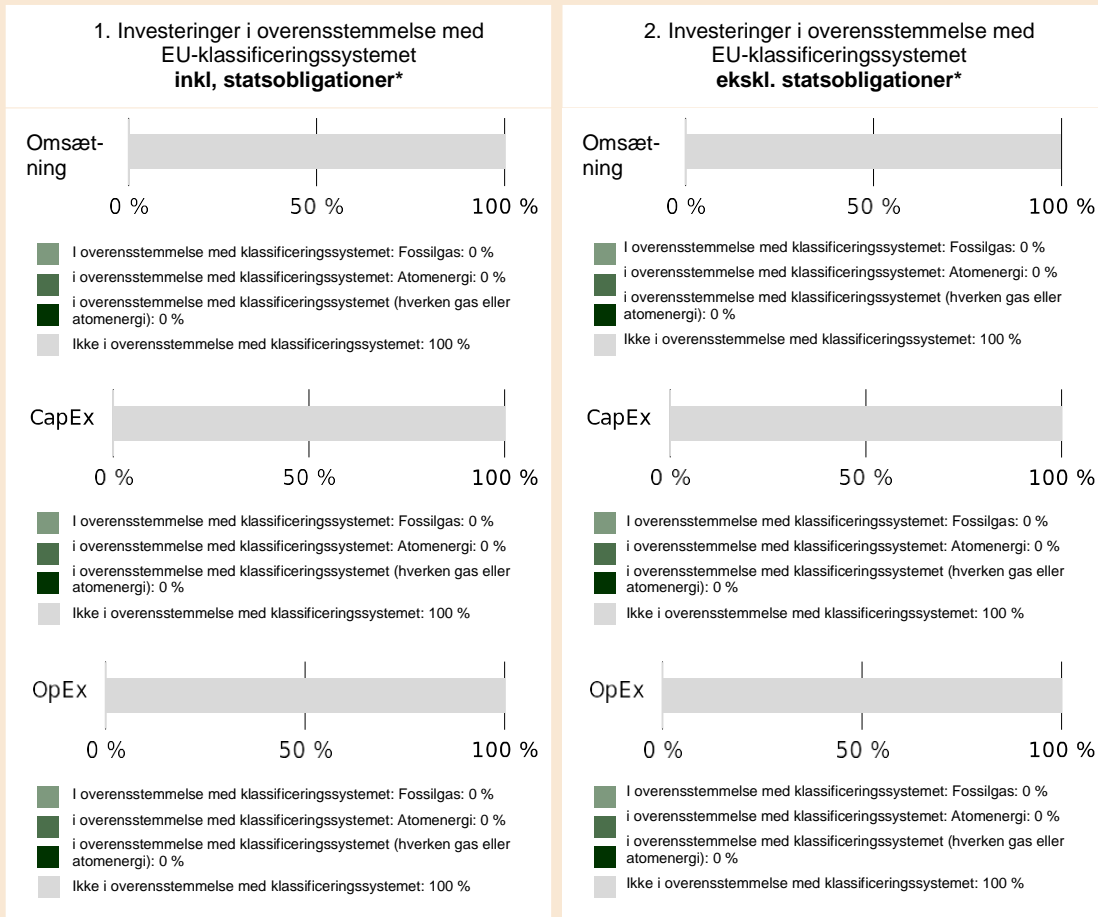 1. Investeringer i overensstemmelse med
EU-klassificeringssystemet
inkl, statsobligationer*
Omsæt-
ning
0 % 50 % 100 %
I overensstemmelse med klassificeringssystemet: Fossilgas: 0 %
i overensstemmelse med klassificeringssystemet: Atomenergi: 0 %
i overensstemmelse med klassificeringssystemet (hverken gas eller
atomenergi): 0 %
Ikke i overensstemmelse med klassificeringssystemet: 100 %
CapEx
0 % 50 % 100 %
I overensstemmelse med klassificeringssystemet: Fossilgas: 0 %
i overensstemmelse med klassificeringssystemet: Atomenergi: 0 %
i overensstemmelse med klassificeringssystemet (hverken gas eller
atomenergi): 0 %
Ikke i overensstemmelse med klassificeringssystemet: 100 %
OpEx
0 % 50 % 100 %
I overensstemmelse med klassificeringssystemet: Fossilgas: 0 %
i overensstemmelse med klassificeringssystemet: Atomenergi: 0 %
i overensstemmelse med klassificeringssystemet (hverken gas eller
atomenergi): 0 %
Ikke i overensstemmelse med klassificeringssystemet: 100 %
2. Investeringer i overensstemmelse med
EU-klassificeringssystemet
ekskl. statsobligationer*
Omsæt-
ning
0 % 50 % 100 %
I overensstemmelse med klassificeringssystemet: Fossilgas: 0 %
i overensstemmelse med klassificeringssystemet: Atomenergi: 0 %
i overensstemmelse med klassificeringssystemet (hverken gas eller
atomenergi): 0 %
Ikke i overensstemmelse med klassificeringssystemet: 100 %
CapEx
0 % 50 % 100 %
I overensstemmelse med klassificeringssystemet: Fossilgas: 0 %
i overensstemmelse med klassificeringssystemet: Atomenergi: 0 %
i overensstemmelse med klassificeringssystemet (hverken gas eller
atomenergi): 0 %
Ikke i overensstemmelse med klassificeringssystemet: 100 %
OpEx
0 % 50 % 100 %
I overensstemmelse med klassificeringssystemet: Fossilgas: 0 %
i overensstemmelse med klassificeringssystemet: Atomenergi: 0 %
i overensstemmelse med klassificeringssystemet (hverken gas eller
atomenergi): 0 %
Ikke i overensstemmelse med klassificeringssystemet: 100 %